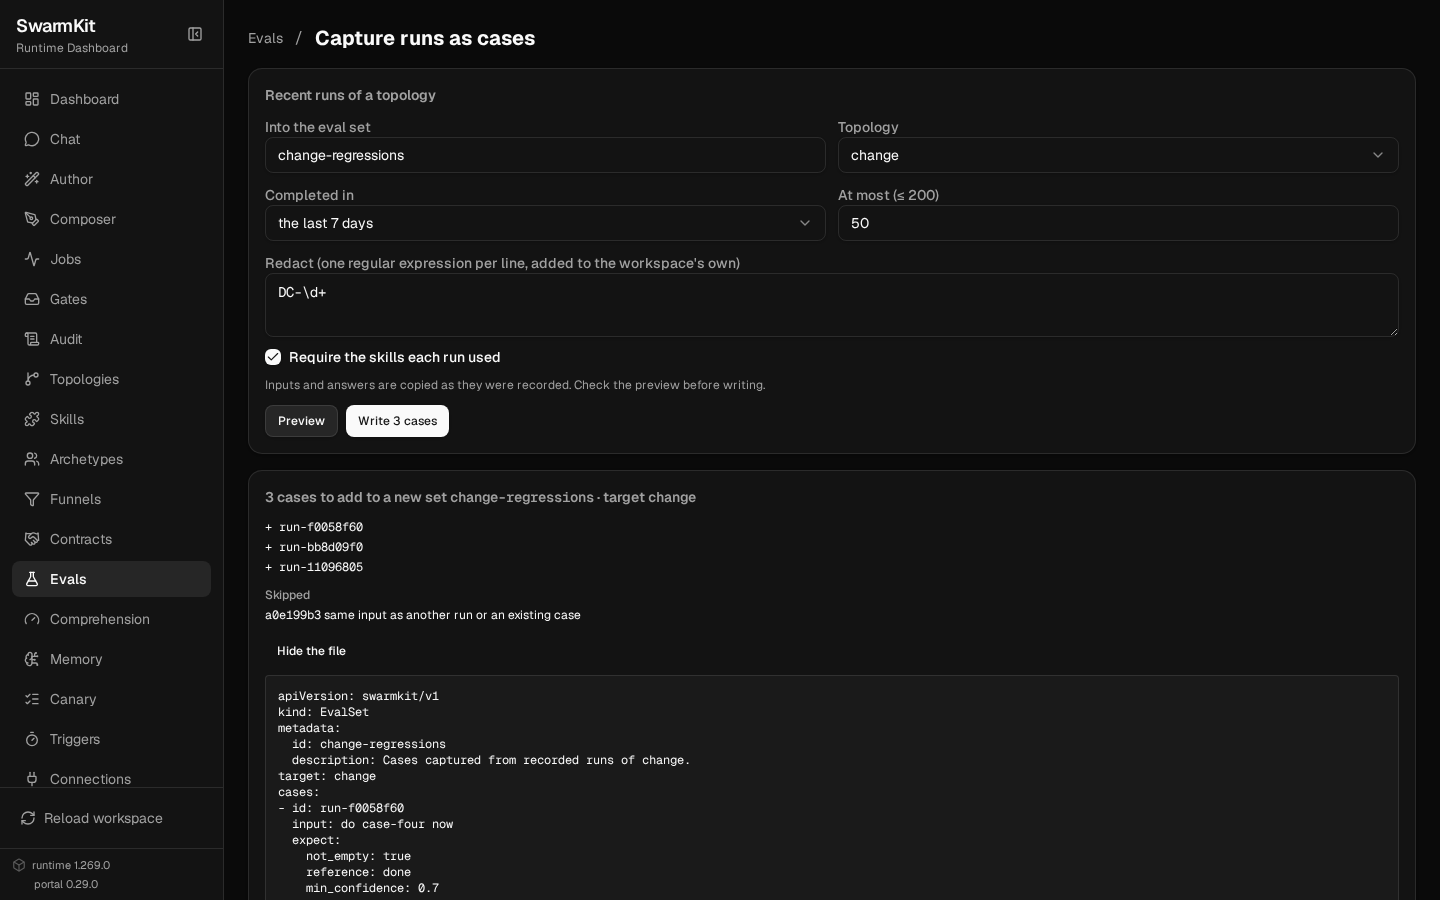 SwarmKit
Runtime Dashboard
Dashboard
Chat
Author
Composer
Jobs
Gates
Audit
Topologies
Skills
Archetypes
Funnels
Contracts
Evals
Comprehension
Memory
Canary
Triggers
Connections
Reload workspace
runtime 1.269.0
portal 0.29.0
Evals / Capture runs as cases
Recent runs of a topology
Into the eval set
change-regressions
Topology
change
Completed in
the last 7 days
At most (≤ 200)
50
Redact (one regular expression per line, added to the workspace's own)
DC-\d+
Require the skills each run used
Inputs and answers are copied as they were recorded. Check the preview before writing.
Preview
Write 3 cases
3 cases to add to a new set change-regressions · target change
+ run-f0058f60
+ run-bb8d09f0
+ run-11096805
Skipped
a0e199b3 same input as another run or an existing case
Hide the file
apiVersion: swarmkit/v1
kind: EvalSet
metadata:
  id: change-regressions
  description: Cases captured from recorded runs of change.
target: change
cases:
- id: run-f0058f60
  input: do case-four now
  expect:
    not_empty: true
    reference: done
    min_confidence: 0.7